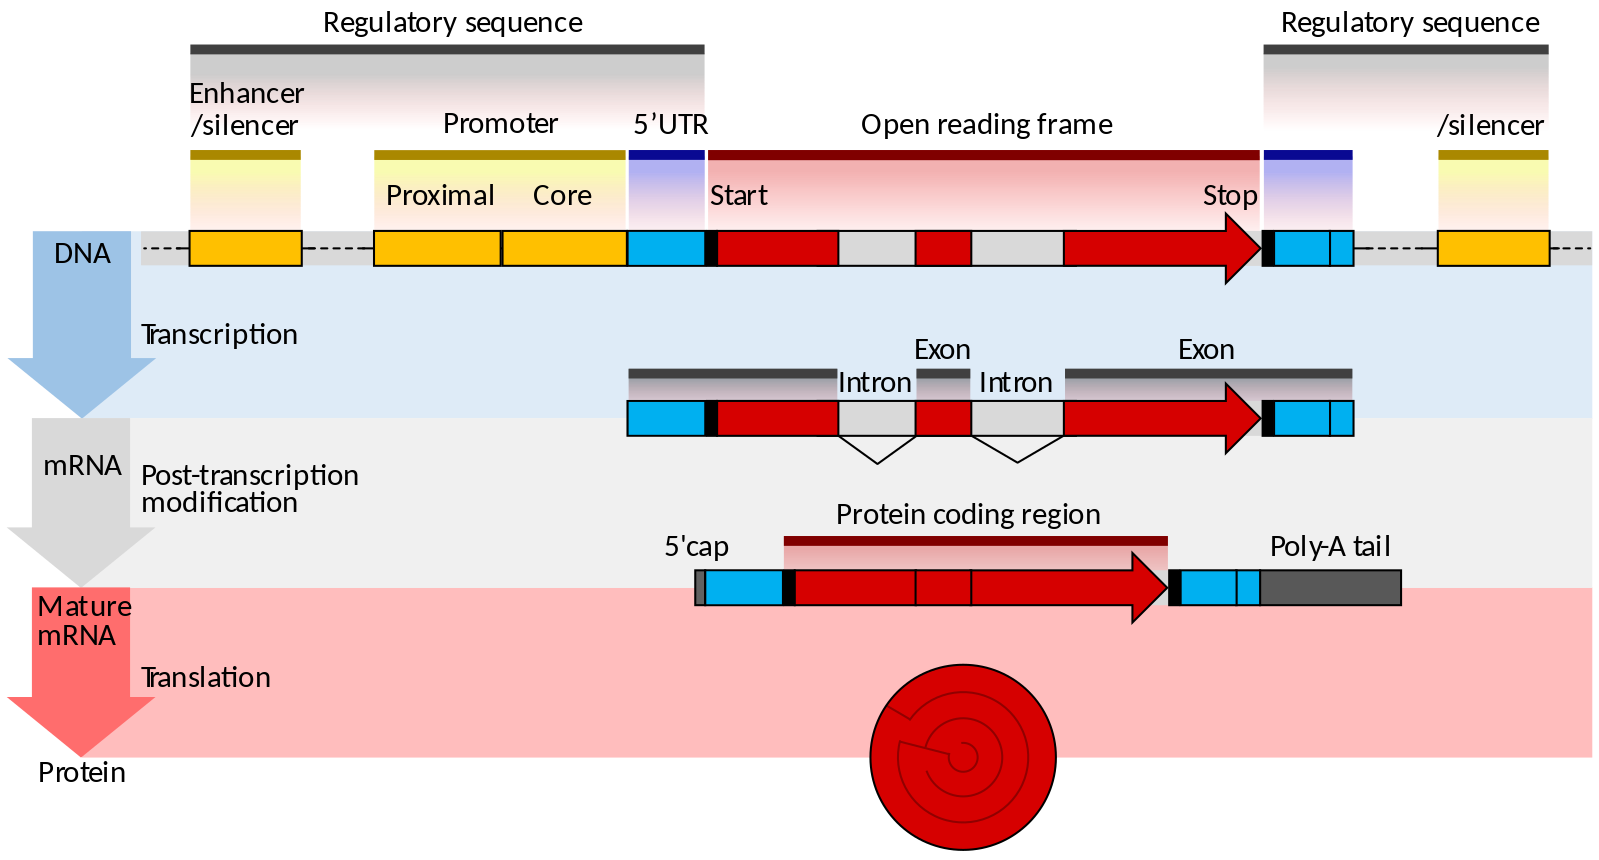 Regulatory sequence
Regulatory sequence
Enhancer
/silencer
Promoter
5’UTR
Open reading frame
/silencer
Proximal
Core
Start
Stop
DNA
Transcription
Exon
Exon
Intron
Intron
mRNA
Post-transcription
modification
Protein coding region
5'cap
Poly-A tail
Mature
mRNA
Translation
Protein